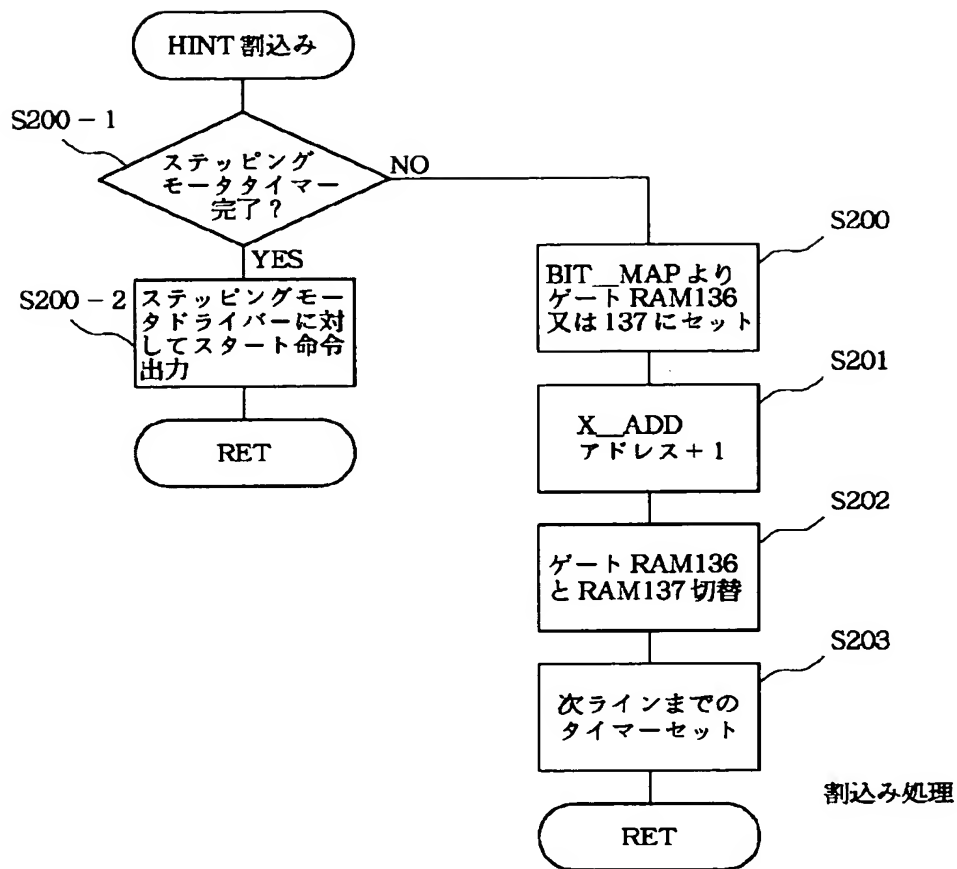 HINT 割込み
S200-1
ステッピング
モータタイマー
完了?
NO
YES
S200-2
ステッピングモー
タドライバーに対
してスタート命令
出力
RET
S200
BIT__MAP より
ゲート RAM136
又は 137 にセット
S201
X__ADD
アドレス+1
S202
ゲート RAM136
と RAM137 切替
S203
次ラインまでの
タイマーセット
割込み処理
RET